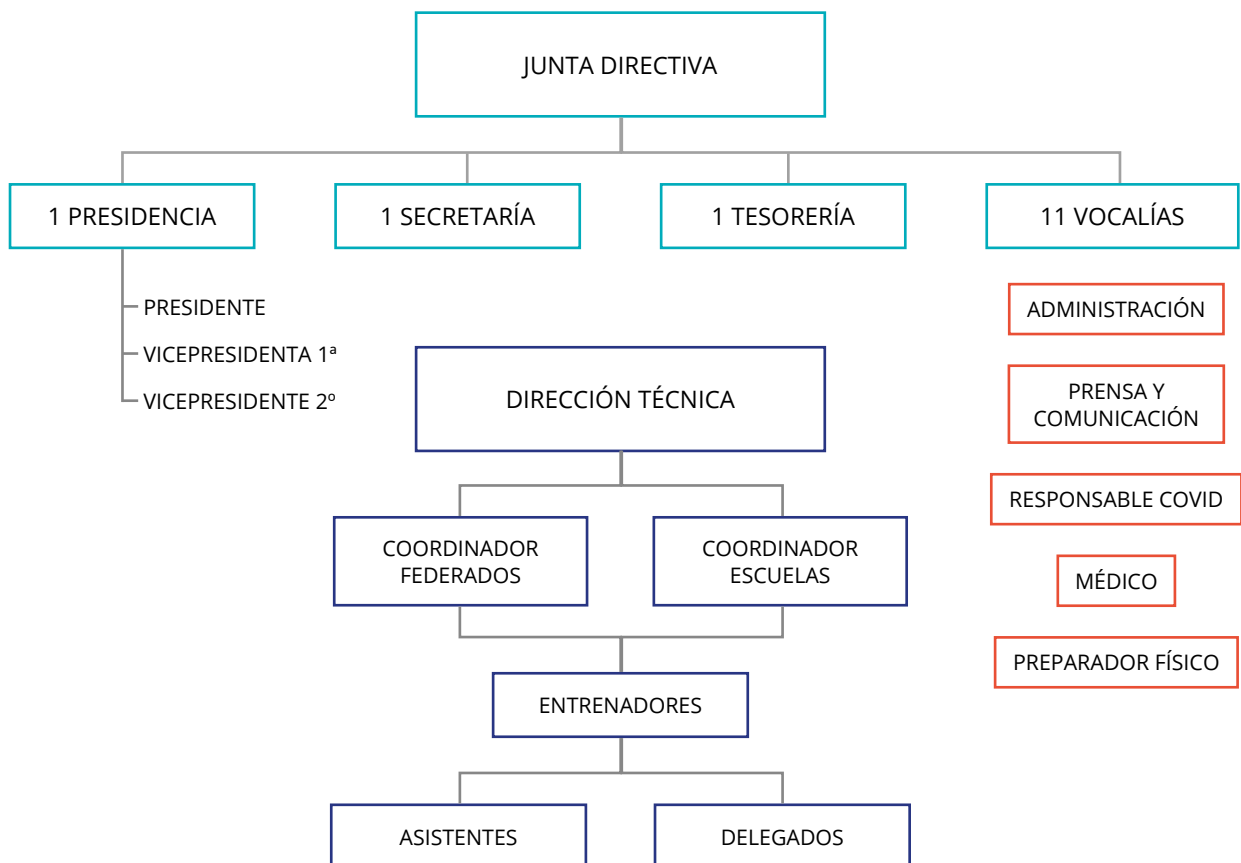 JUNTA DIRECTIVA
1 PRESIDENCIA
1 SECRETARÍA
1 TESORERÍA
11 VOCALÍAS
PRESIDENTE
VICEPRESIDENTA 1ª
VICEPRESIDENTE 2º
DIRECCIÓN TÉCNICA
COORDINADOR
FEDERADOS
COORDINADOR
ESCUELAS
ENTRENADORES
ASISTENTES
DELEGADOS
ADMINISTRACIÓN
PRENSA Y
COMUNICACIÓN
RESPONSABLE COVID
MÉDICO
PREPARADOR FÍSICO